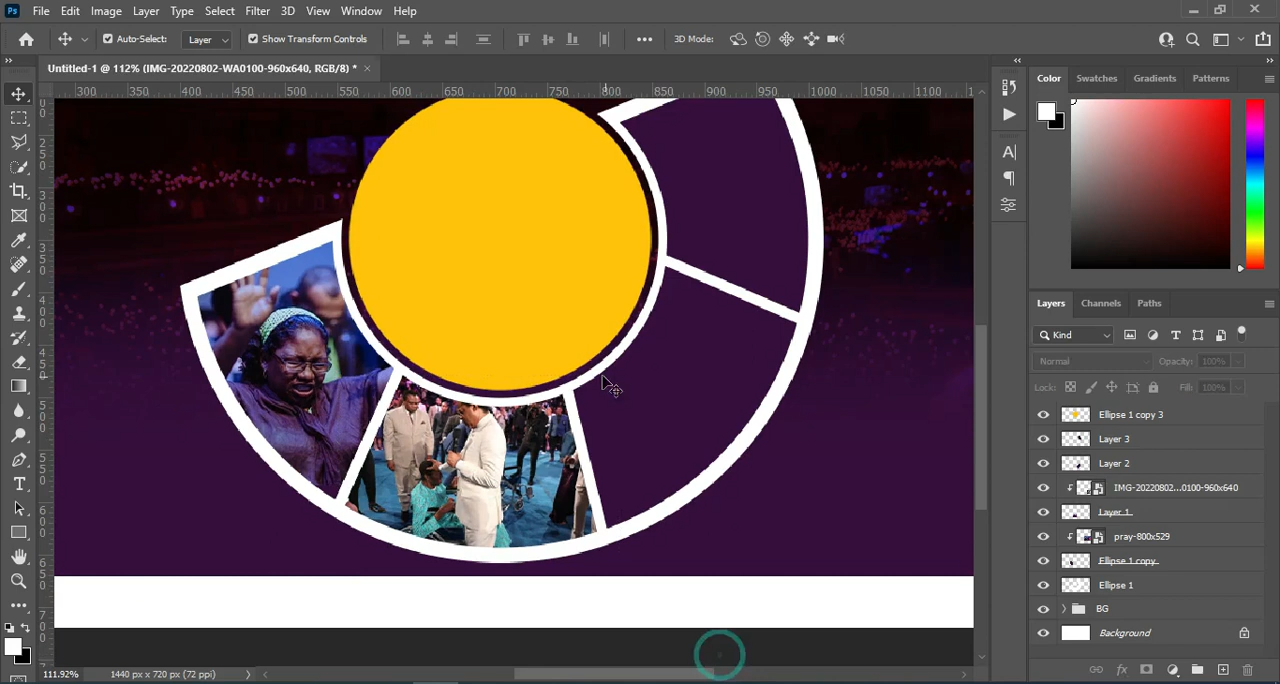 Ps File Edit Image Layer Type Select Filter 3D View Window Help
Auto-Select: Layer Show Transform Controls 3D Mode:
Untitled-1 @ 112% (IMG-20220802-WA0100-960x640, RGB/8) *
300 350 400 450 500 550 600 650 700 750 800 850 900 950 1000 1050 1100
Color Swatches Gradients Patterns
Layers Channels Paths
Kind
Normal Opacity: 100%
Lock: Fill: 100%
Ellipse 1 copy 3
Layer 3
Layer 2
IMG-20220802...0100-960x640
Layer 1
pray-800x529
Ellipse 1 copy
Ellipse 1
BG
Background
111.92% 1440 px x 720 px (72 ppi)